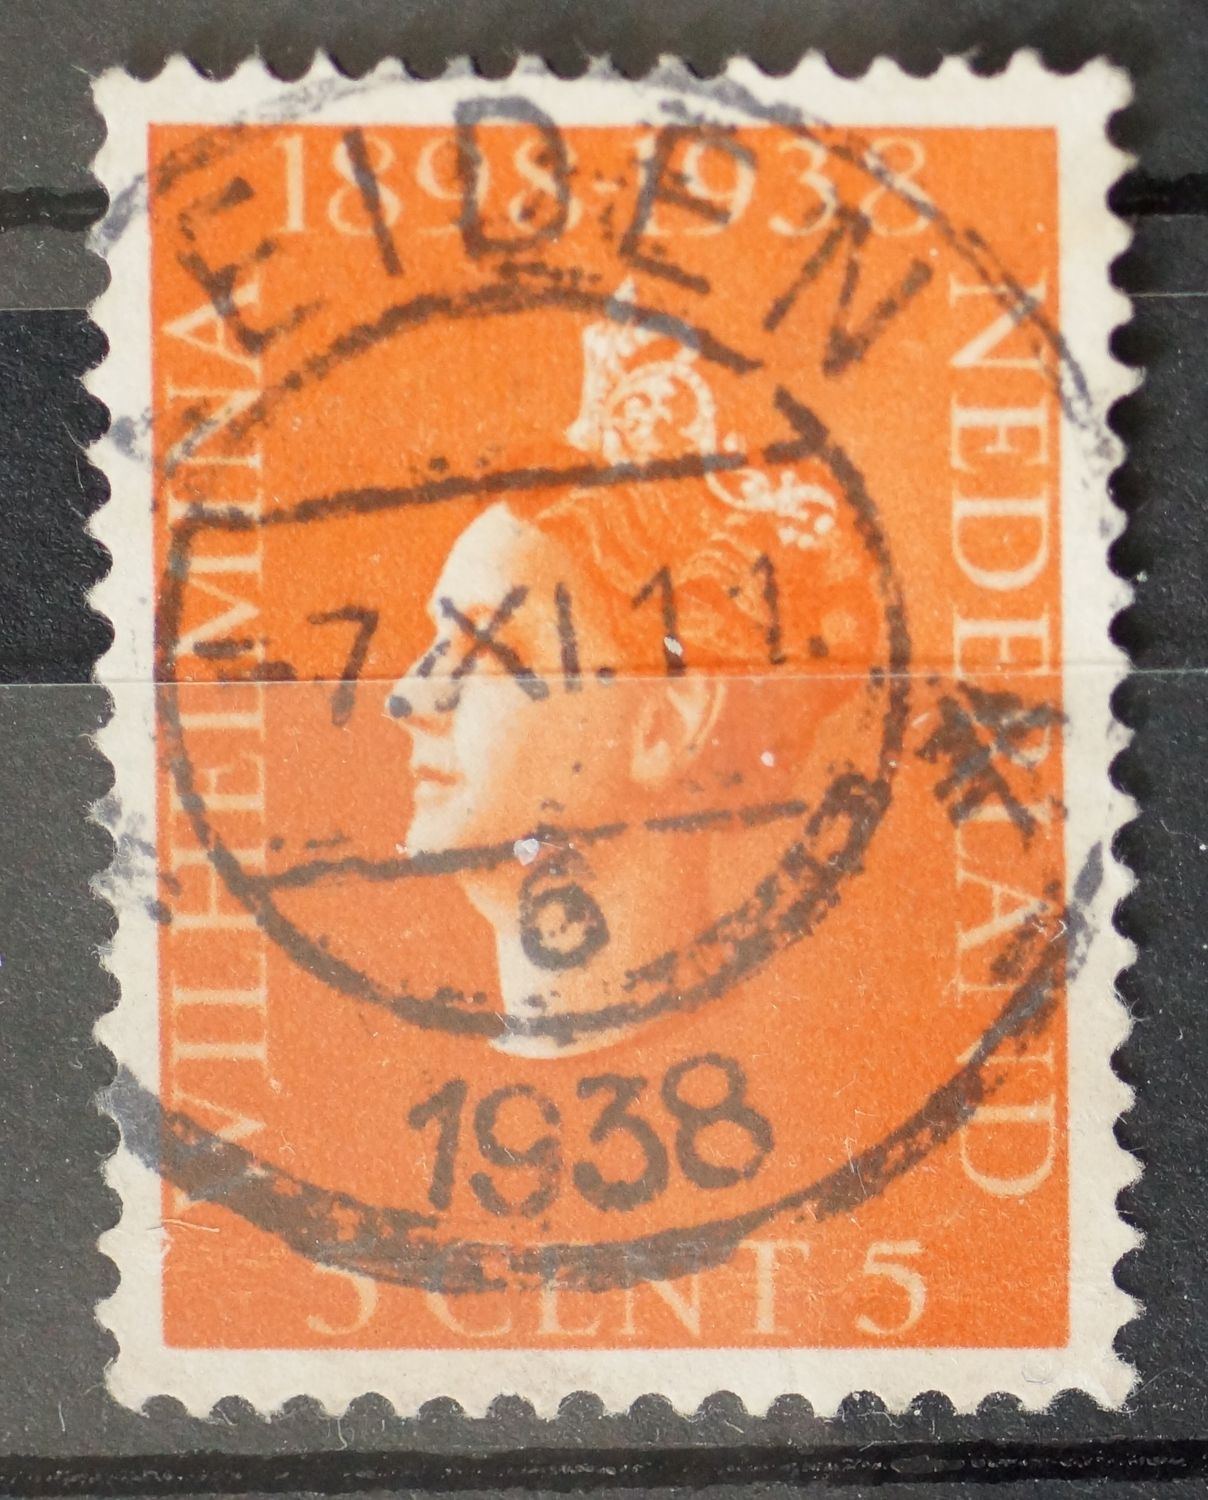 1898-1938
WILHELMINA
NEDERLAND
5 CENT 5
EIDEN
-7.XI.11.
6
1938